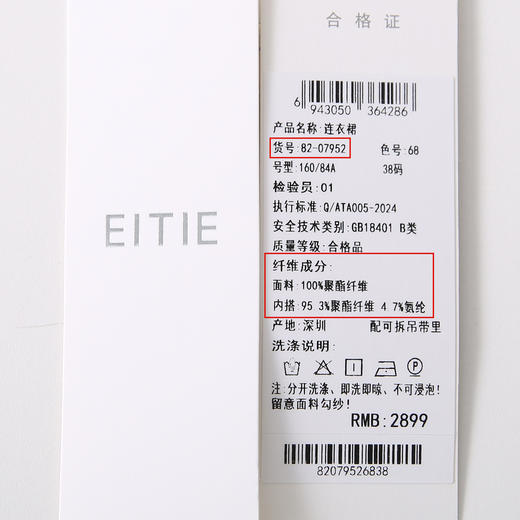 EITIE
合格证
6 943050 364286
产品名称:连衣裙
货号:82-07952 色号:68
号型:160/84A 38码
检验员:01
执行标准:Q/ATA005-2024
安全技术类别:GB18401 B类
质量等级:合格品
纤维成分:
面料:100%聚酯纤维
内搭:95 3%聚酯纤维 4 7%氨纶
产地:深圳 配可拆吊带里
洗涤说明:
P
注:分开洗涤、即洗即晾、不可浸泡!
留意面料勾纱!
RMB:2899
82079526838